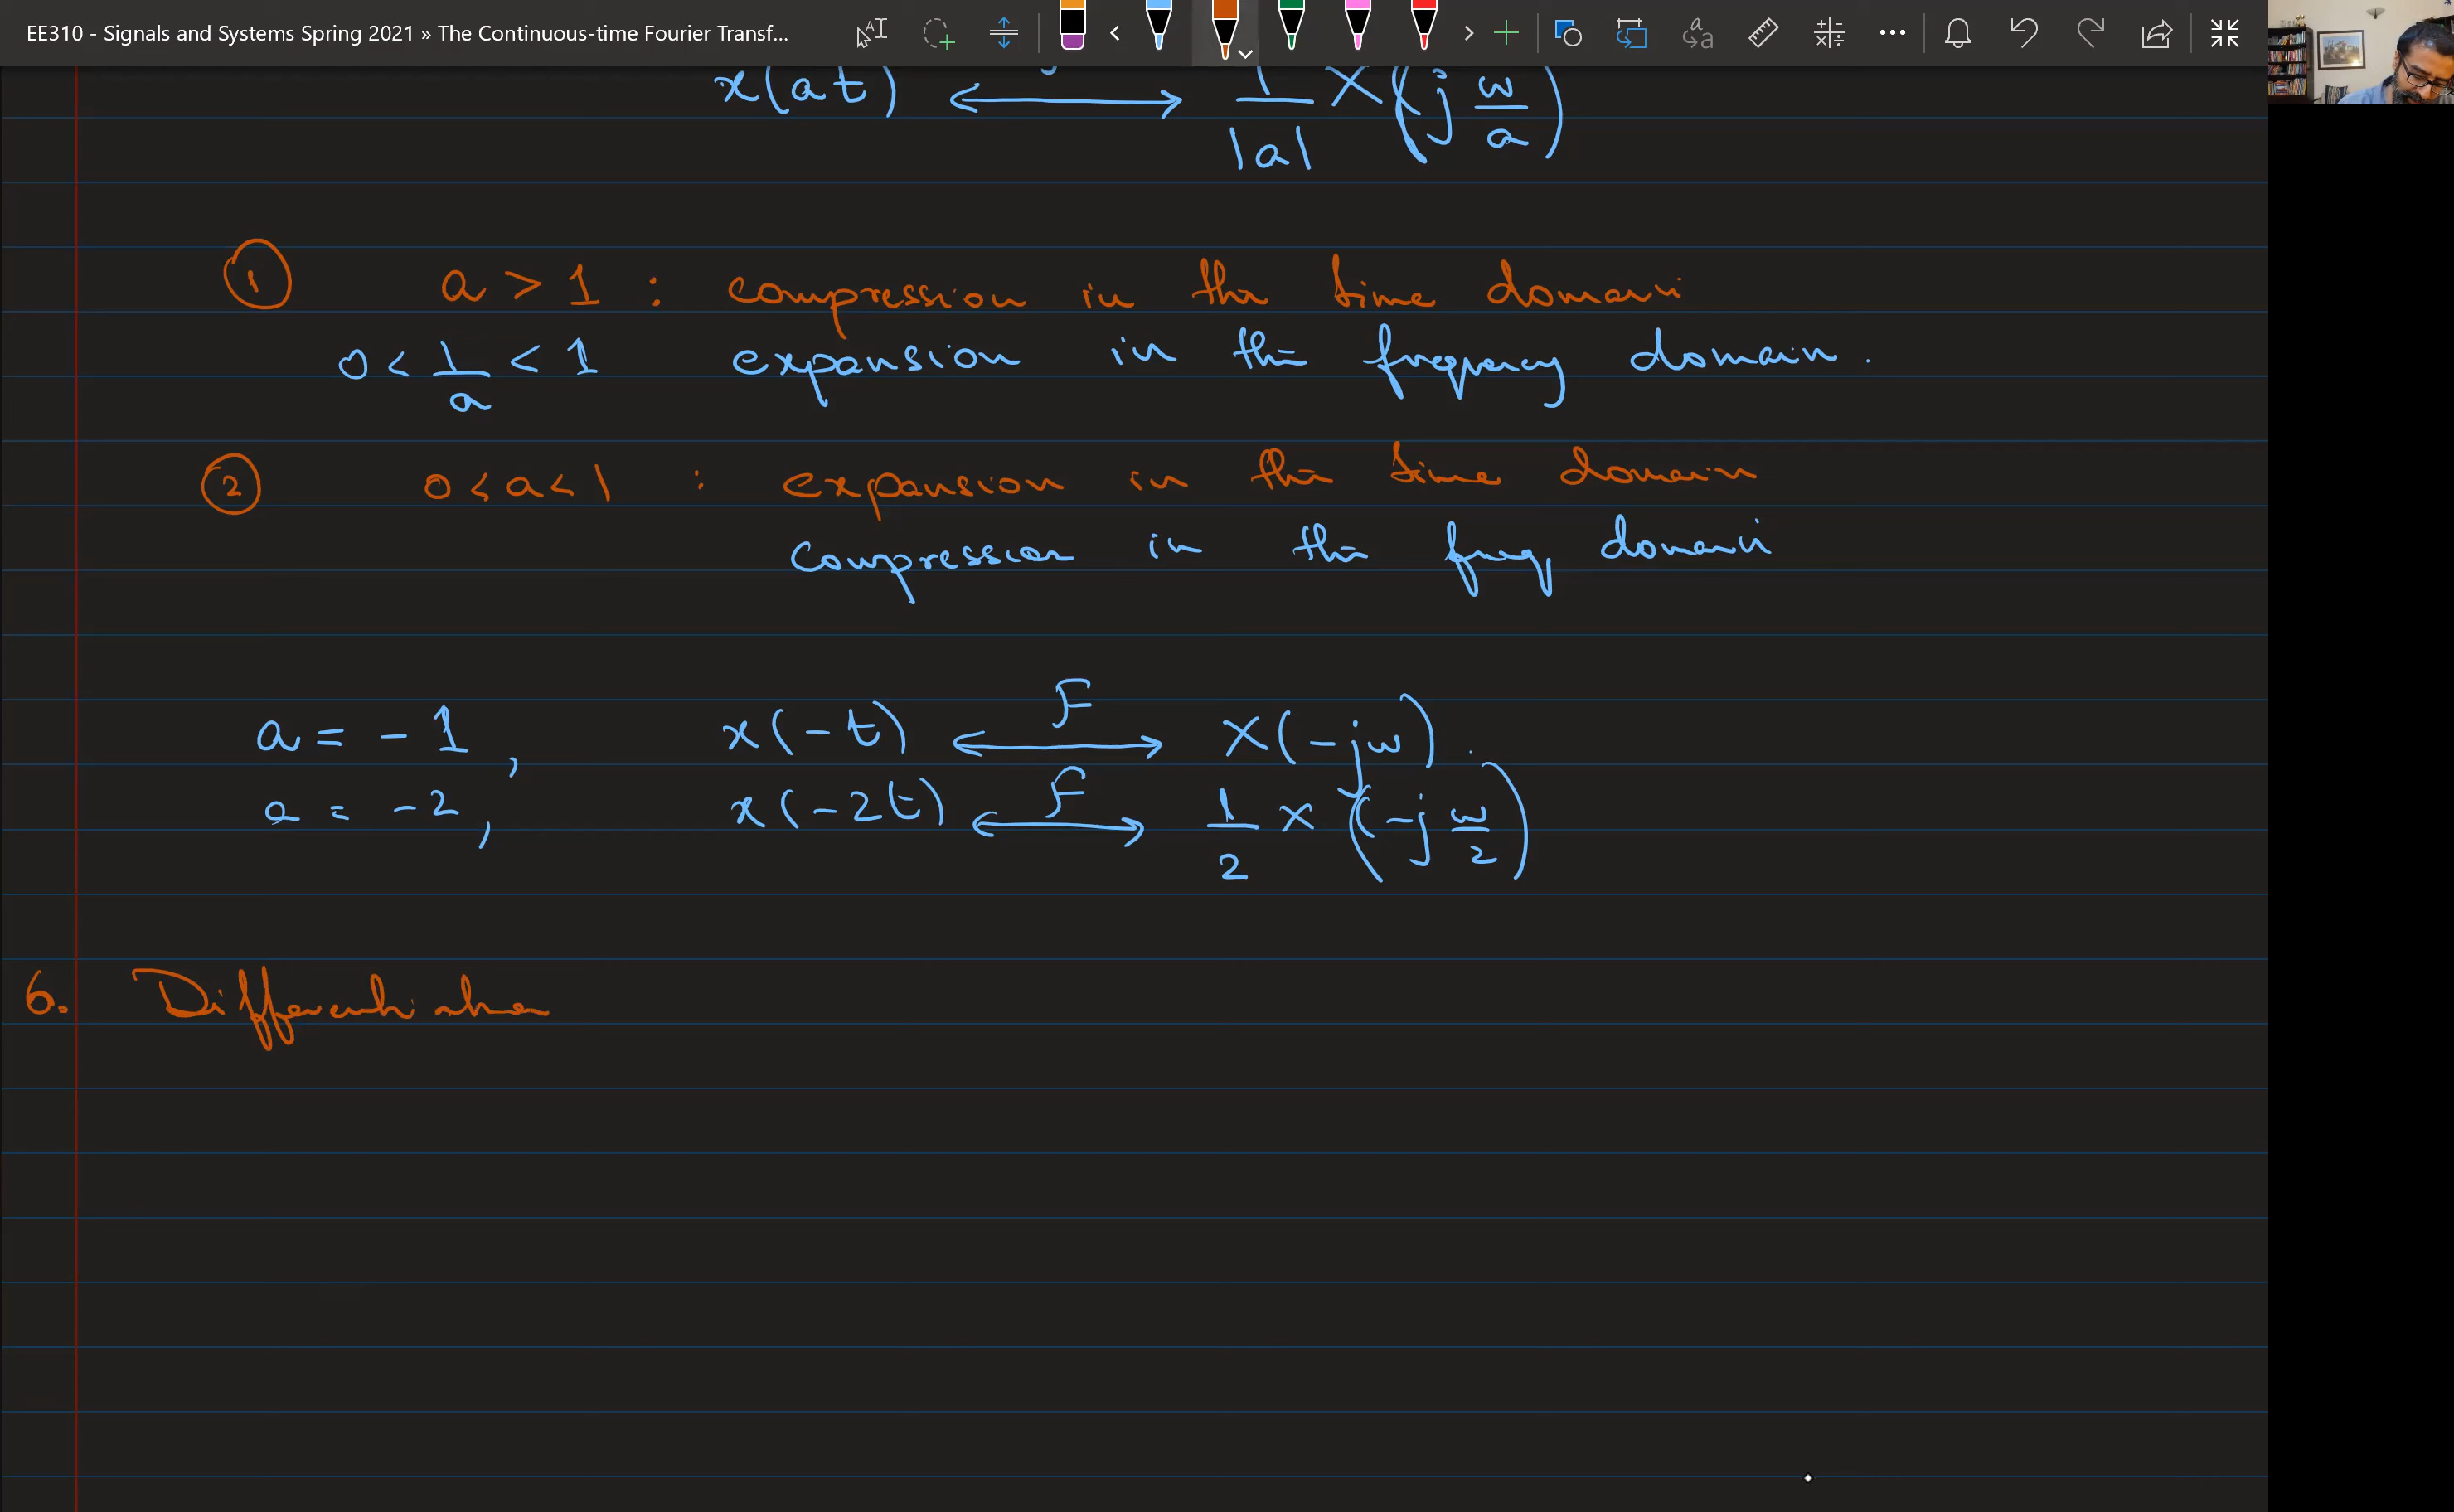 EE310 - Signals and Systems Spring 2021 » The Continuous-time Fourier Transf...
x(at) ⟷ 1/|a| X(j ω/a)
① a > 1 : compression in the time domain
0 < 1/a < 1 expansion in the frequency domain.
② 0 < a < 1 : expansion in the time domain
compression in the freq domain
a = -1, x(-t) ⟷ F X(-jω).
a = -2, x(-2t) ⟷ F 1/2 X(-j ω/2)
6. Differentiation